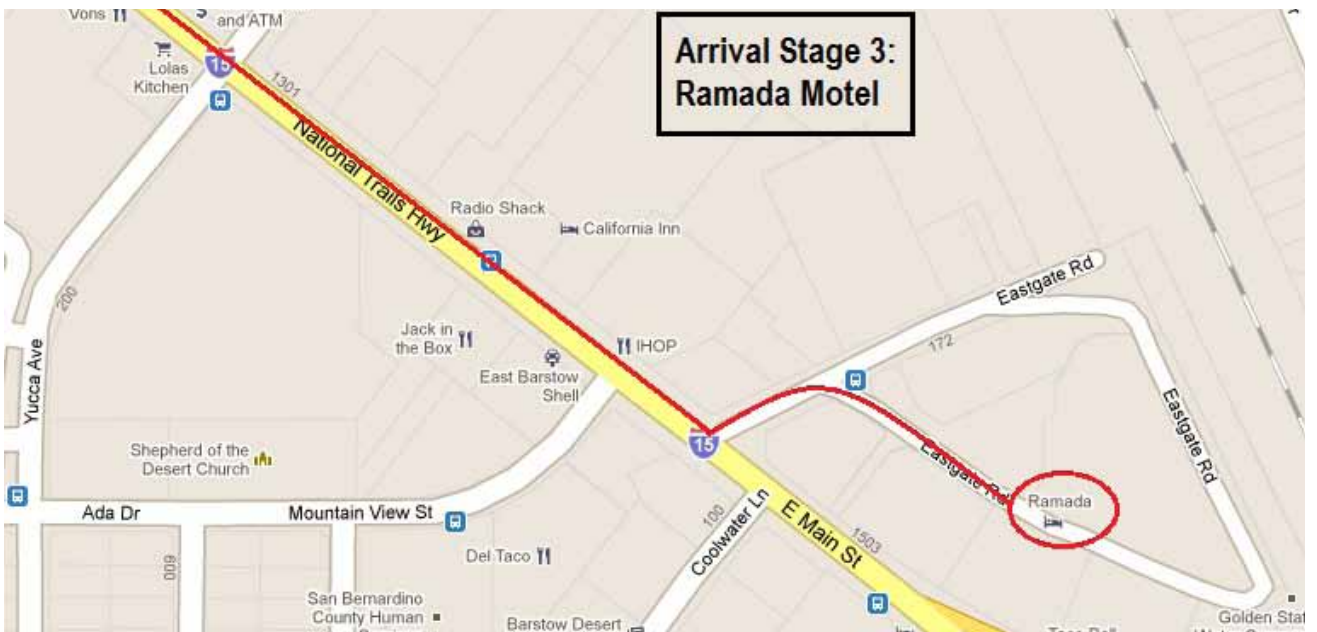 Arrival Stage 3:
Ramada Motel
Vons
and ATM
Lolas
Kitchen
15
1301
National Trails Hwy
Radio Shack
California Inn
200
Yucca Ave
Jack in
the Box
IHOP
East Barstow
Shell
Eastgate Rd
172
Eastgate Rd
15
Eastgate Rd
Ramada
Shepherd of the
Desert Church
Ada Dr
Mountain View St
Coolwater Ln
100
E Main St
1503
Del Taco
600
San Bernardino
County Human
Barstow Desert
Golden Stat
Taco Bell